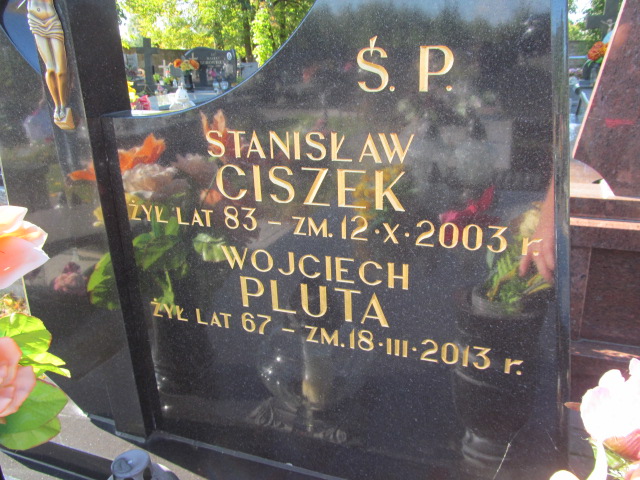 Ś. P.
STANISŁAW
CISZEK
ŻYŁ LAT 83 – ZM. 12·X·2003 r.
WOJCIECH
PLUTA
ŻYŁ LAT 67 – ZM. 18·III·2013 r.